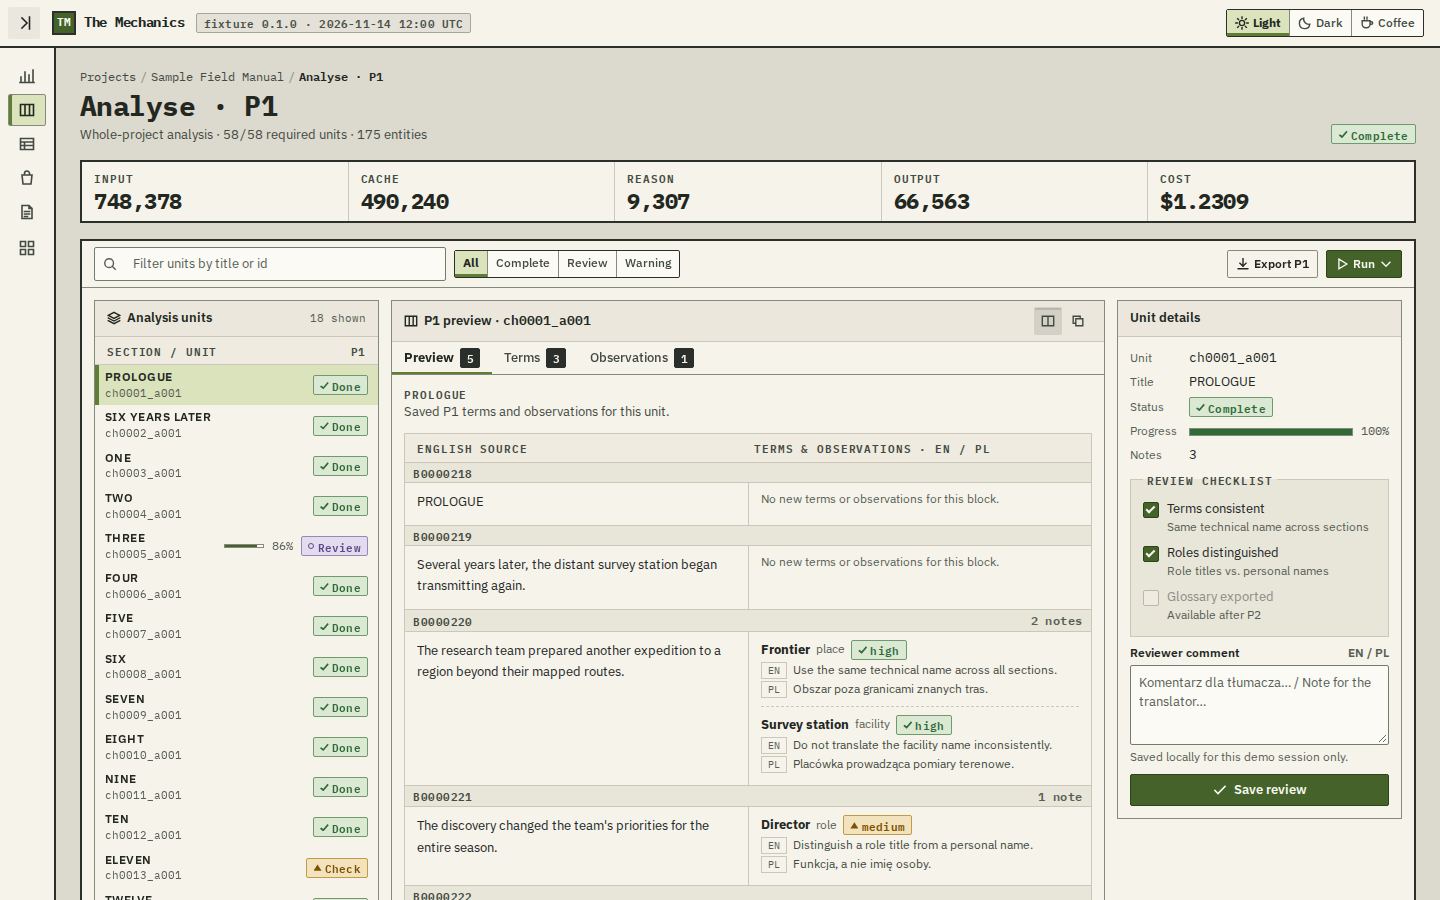 TM The Mechanics fixture 0.1.0 · 2026-11-14 12:00 UTC Light Dark Coffee
Projects / Sample Field Manual / Analyse · P1
Analyse · P1
Whole-project analysis · 58/58 required units · 175 entities
Complete
INPUT CACHE REASON OUTPUT COST
748,378 490,240 9,307 66,563 $1.2309
Filter units by title or id All Complete Review Warning Export P1 Run
Analysis units 18 shown
SECTION / UNIT P1
PROLOGUE
ch0001_a001 Done
SIX YEARS LATER
ch0002_a001 Done
ONE
ch0003_a001 Done
TWO
ch0004_a001 Done
THREE
ch0005_a001 86% Review
FOUR
ch0006_a001 Done
FIVE
ch0007_a001 Done
SIX
ch0008_a001 Done
SEVEN
ch0009_a001 Done
EIGHT
ch0010_a001 Done
NINE
ch0011_a001 Done
TEN
ch0012_a001 Done
ELEVEN
ch0013_a001 Check
TWELVE
P1 preview · ch0001_a001
Preview 5 Terms 3 Observations 1
PROLOGUE
Saved P1 terms and observations for this unit.
ENGLISH SOURCE TERMS & OBSERVATIONS · EN / PL
B0000218
PROLOGUE No new terms or observations for this block.
B0000219
Several years later, the distant survey station began
transmitting again.
No new terms or observations for this block.
B0000220 2 notes
The research team prepared another expedition to a
region beyond their mapped routes.
Frontier place high
EN Use the same technical name across all sections.
PL Obszar poza granicami znanych tras.
Survey station facility high
EN Do not translate the facility name inconsistently.
PL Placówka prowadząca pomiary terenowe.
B0000221 1 note
The discovery changed the team's priorities for the
entire season.
Director role medium
EN Distinguish a role title from a personal name.
PL Funkcja, a nie imię osoby.
B0000222
Unit details
Unit ch0001_a001
Title PROLOGUE
Status Complete
Progress 100%
Notes 3
REVIEW CHECKLIST
Terms consistent
Same technical name across sections
Roles distinguished
Role titles vs. personal names
Glossary exported
Available after P2
Reviewer comment EN / PL
Komentarz dla tłumacza... / Note for the
translator...
Saved locally for this demo session only.
Save review